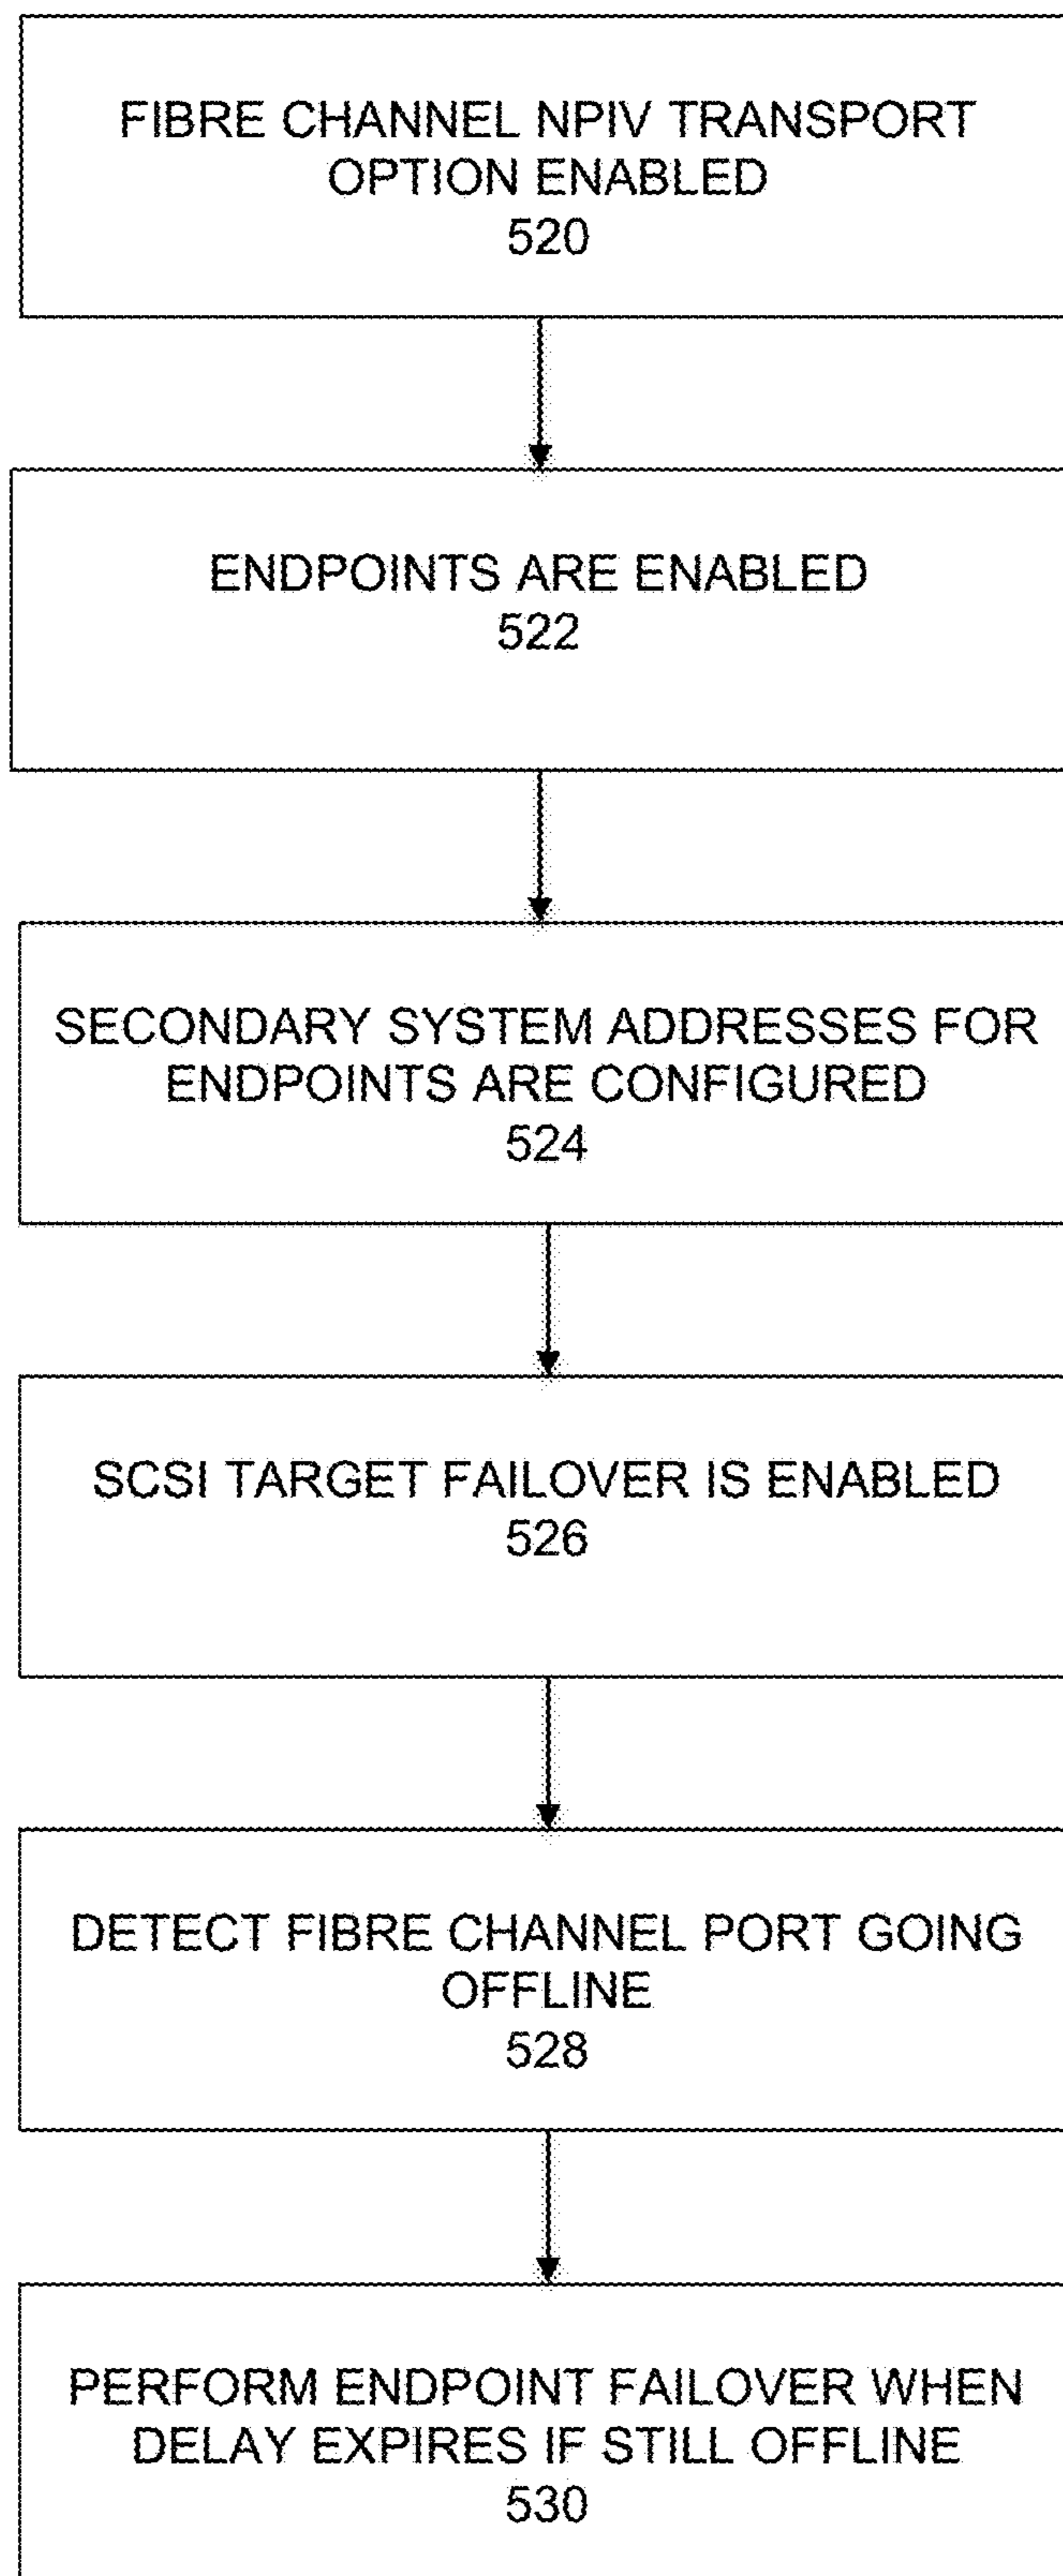 FIBRE CHANNEL NPIV TRANSPORT
OPTION ENABLED
520
ENDPOINTS ARE ENABLED
522
SECONDARY SYSTEM ADDRESSES FOR
ENDPOINTS ARE CONFIGURED
524
SCSI TARGET FAILOVER IS ENABLED
526
DETECT FIBRE CHANNEL PORT GOING
OFFLINE
528
PERFORM ENDPOINT FAILOVER WHEN
DELAY EXPIRES IF STILL OFFLINE
530